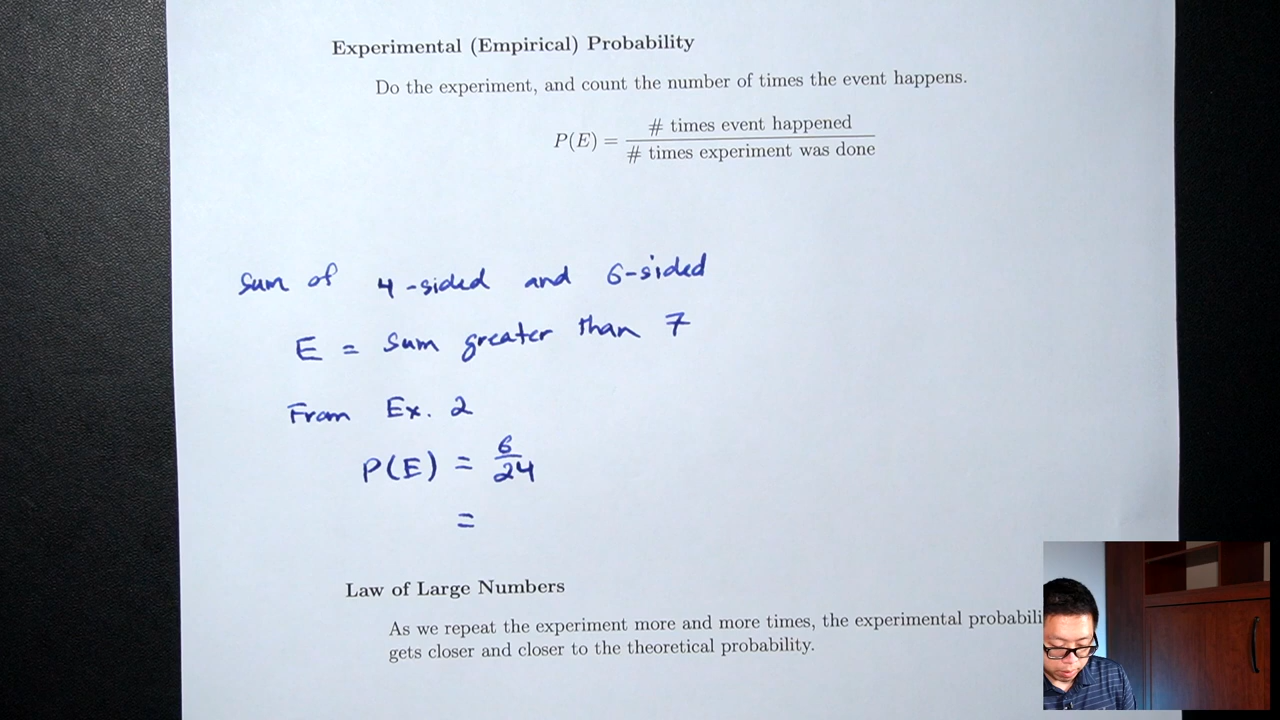 Experimental (Empirical) Probability
Do the experiment, and count the number of times the event happens.
P(E) = # times event happened / # times experiment was done
Sum of 4-sided and 6-sided
E = Sum greater than 7
From Ex. 2
P(E) = 6/24
=
Law of Large Numbers
As we repeat the experiment more and more times, the experimental
gets closer and closer to the theoretical probability.